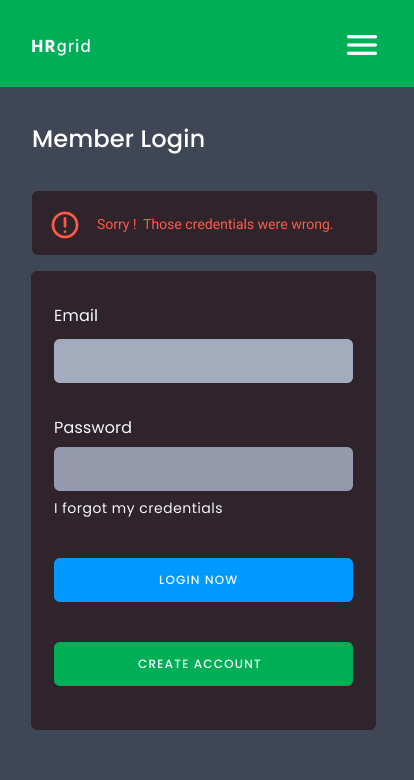 HRgrid
Member Login
Sorry !  Those credentials were wrong.
Email
Password
I forgot my credentials
LOGIN NOW
CREATE ACCOUNT